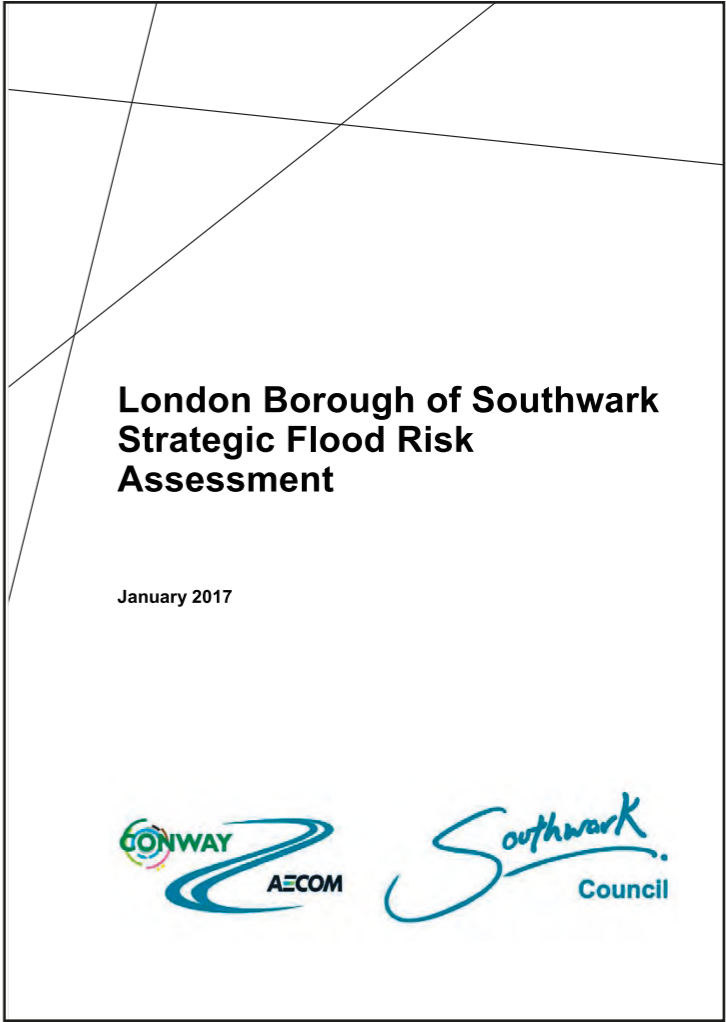 London Borough of Southwark
Strategic Flood Risk
Assessment
January 2017
CONWAY
AECOM
Southwark
Council